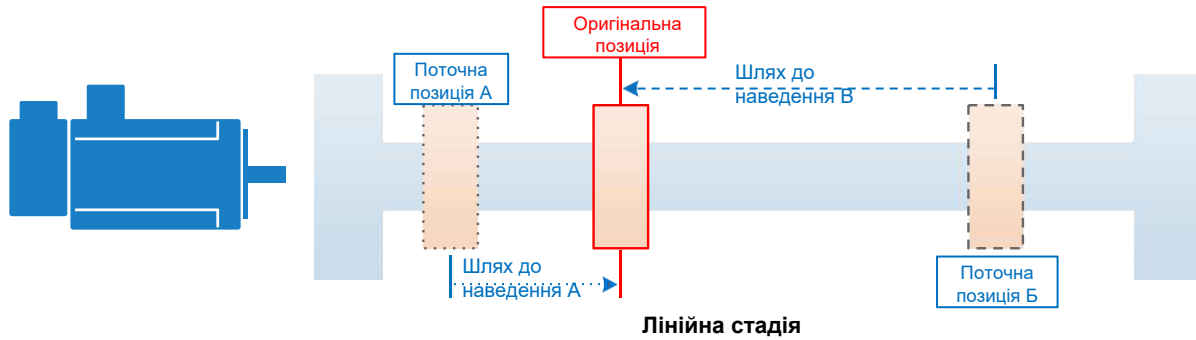 Оригінальна
позиція
Поточна
позиція А
Шлях до
наведення В
Шлях до
наведення А
Поточна
позиція Б
Лінійна стадія